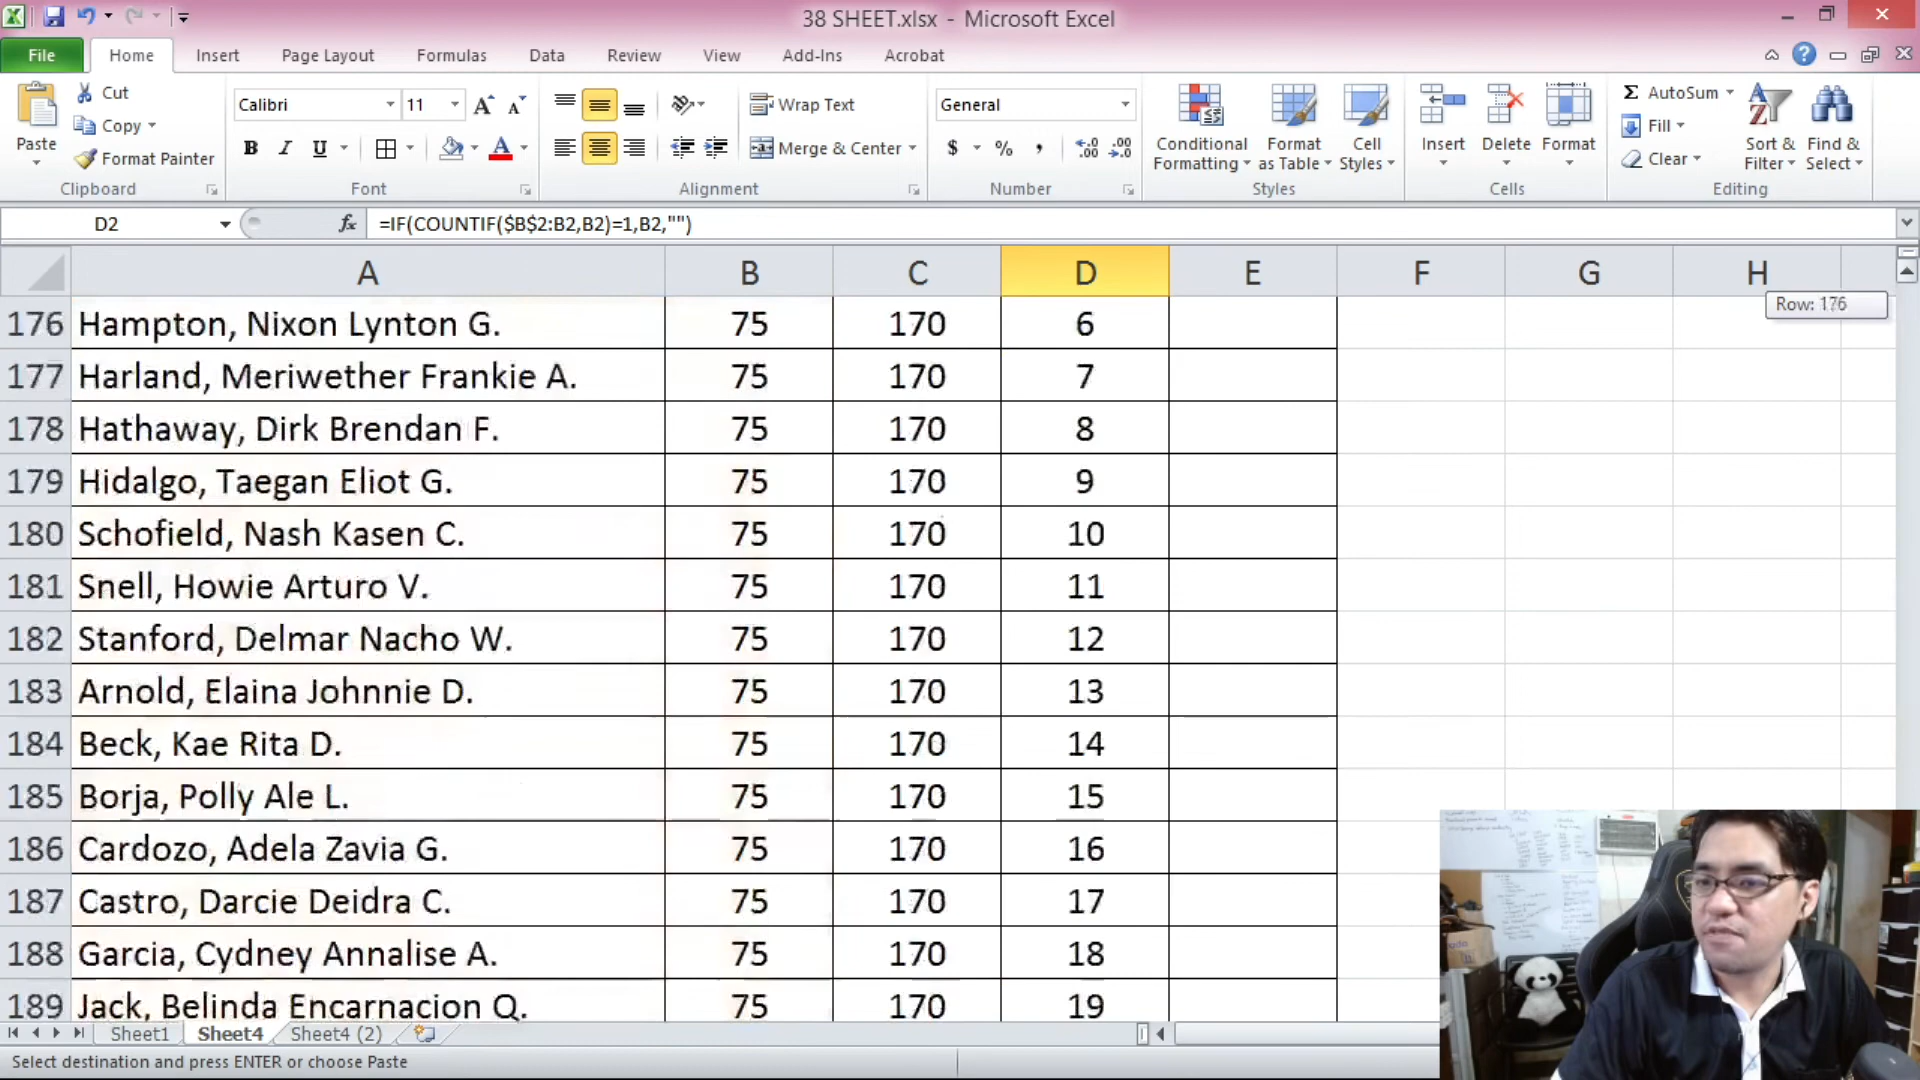 38 SHEET.xlsx - Microsoft Excel
File Home Insert Page Layout Formulas Data Review View Add-Ins Acrobat
Paste Cut Copy Format Painter
Calibri 11 A A
B I U A
Wrap Text
Merge & Center
General
$ % ,
Conditional Formatting Format as Table Cell Styles
Insert Delete Format
Σ AutoSum Fill Clear
Sort & Filter Find & Select
Clipboard Font Alignment Number Styles Cells Editing
D2 fx =IF(COUNTIF($B$2:B2,B2)=1,B2,"")
A B C D E F G H
Row: 176
176 Hampton, Nixon Lynton G. 75 170 6
177 Harland, Meriwether Frankie A. 75 170 7
178 Hathaway, Dirk Brendan F. 75 170 8
179 Hidalgo, Taegan Eliot G. 75 170 9
180 Schofield, Nash Kasen C. 75 170 10
181 Snell, Howie Arturo V. 75 170 11
182 Stanford, Delmar Nacho W. 75 170 12
183 Arnold, Elaina Johnnie D. 75 170 13
184 Beck, Kae Rita D. 75 170 14
185 Borja, Polly Ale L. 75 170 15
186 Cardozo, Adela Zavia G. 75 170 16
187 Castro, Darcie Deidra C. 75 170 17
188 Garcia, Cydney Annalise A. 75 170 18
189 Jack, Belinda Encarnacion Q. 75 170 19
Sheet1 Sheet4 Sheet4 (2)
Select destination and press ENTER or choose Paste